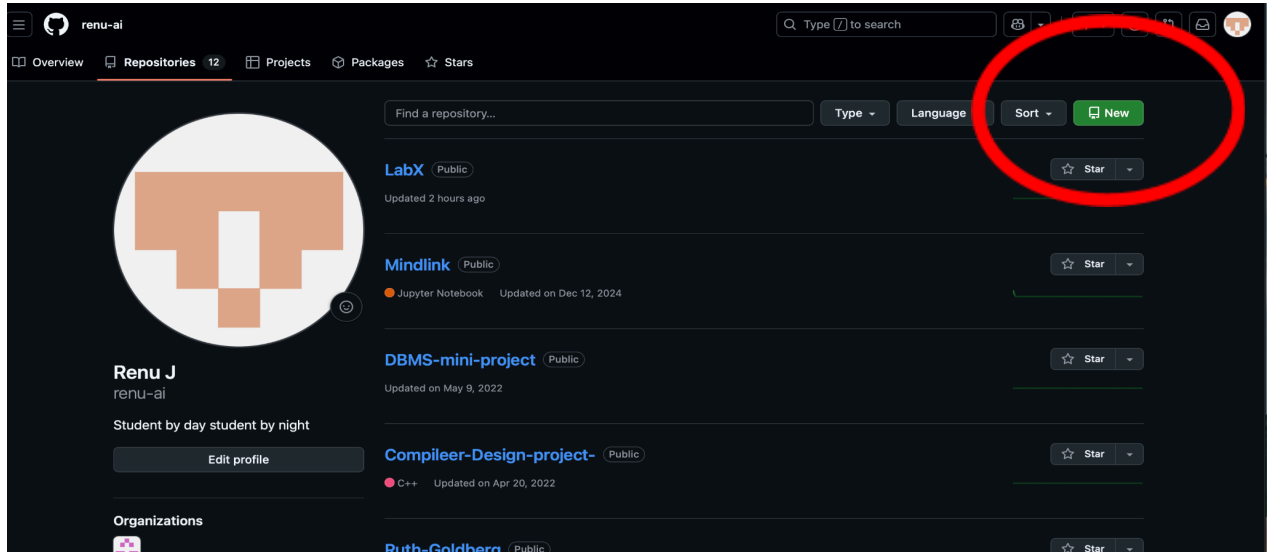 renu-ai
Type / to search
Overview
Repositories 12
Projects
Packages
Stars
Find a repository...
Type
Language
Sort
New
LabX Public
Star
Updated 2 hours ago
Mindlink Public
Star
Jupyter Notebook Updated on Dec 12, 2024
DBMS-mini-project Public
Star
Updated on May 9, 2022
Compileer-Design-project- Public
Star
C++ Updated on Apr 20, 2022
Ruth-Goldberg Public
Star
Renu J
renu-ai
Student by day student by night
Edit profile
Organizations